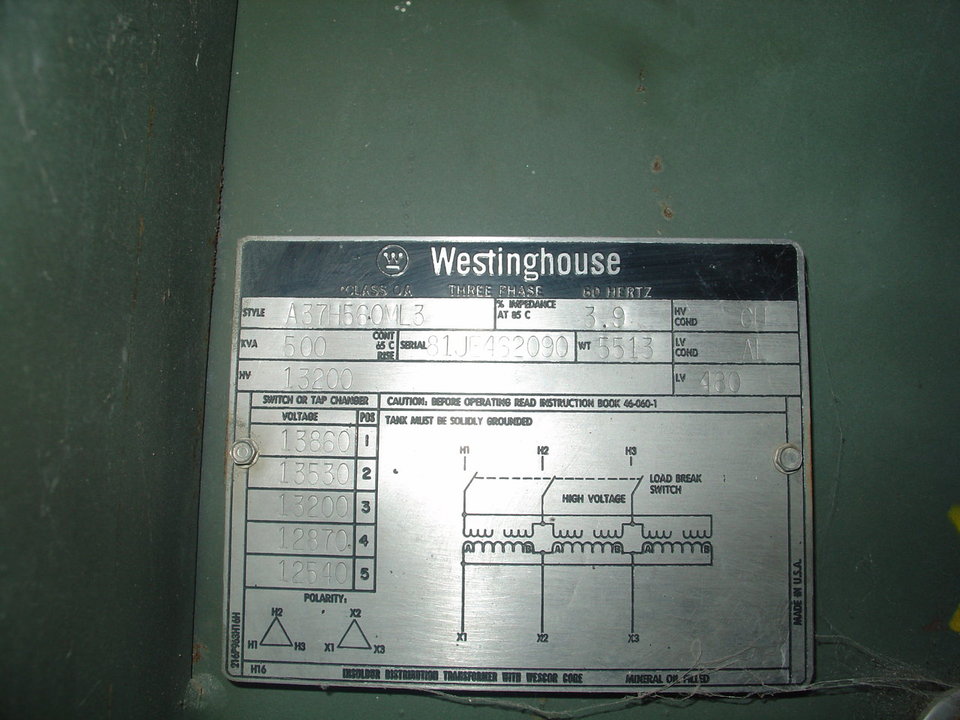 W Westinghouse
CLASS OA THREE PHASE 60 HERTZ
STYLE A37H560ML3 % IMPEDANCE AT 85 C 3.9 HV COND CU
KVA 500 CONT 65 C RISE SERIAL 81JF432090 WT 5513 LV COND AL
HV 13200 LV 480
SWITCH OR TAP CHANGER
CAUTION: BEFORE OPERATING READ INSTRUCTION BOOK 46-060-1
VOLTAGE POS
TANK MUST BE SOLIDLY GROUNDED
13860 1
13530 2
13200 3
12870 4
12540 5
H1 H2 H3
LOAD BREAK
SWITCH
HIGH VOLTAGE
A B A B A B
X1 X2 X3
POLARITY:
H2 X2
H1 H3 X1 X3
216P963H16H
MADE IN U.S.A.
H16 INSULDUR DISTRIBUTION TRANSFORMER WITH WESCOR CORE MINERAL OIL FILLED